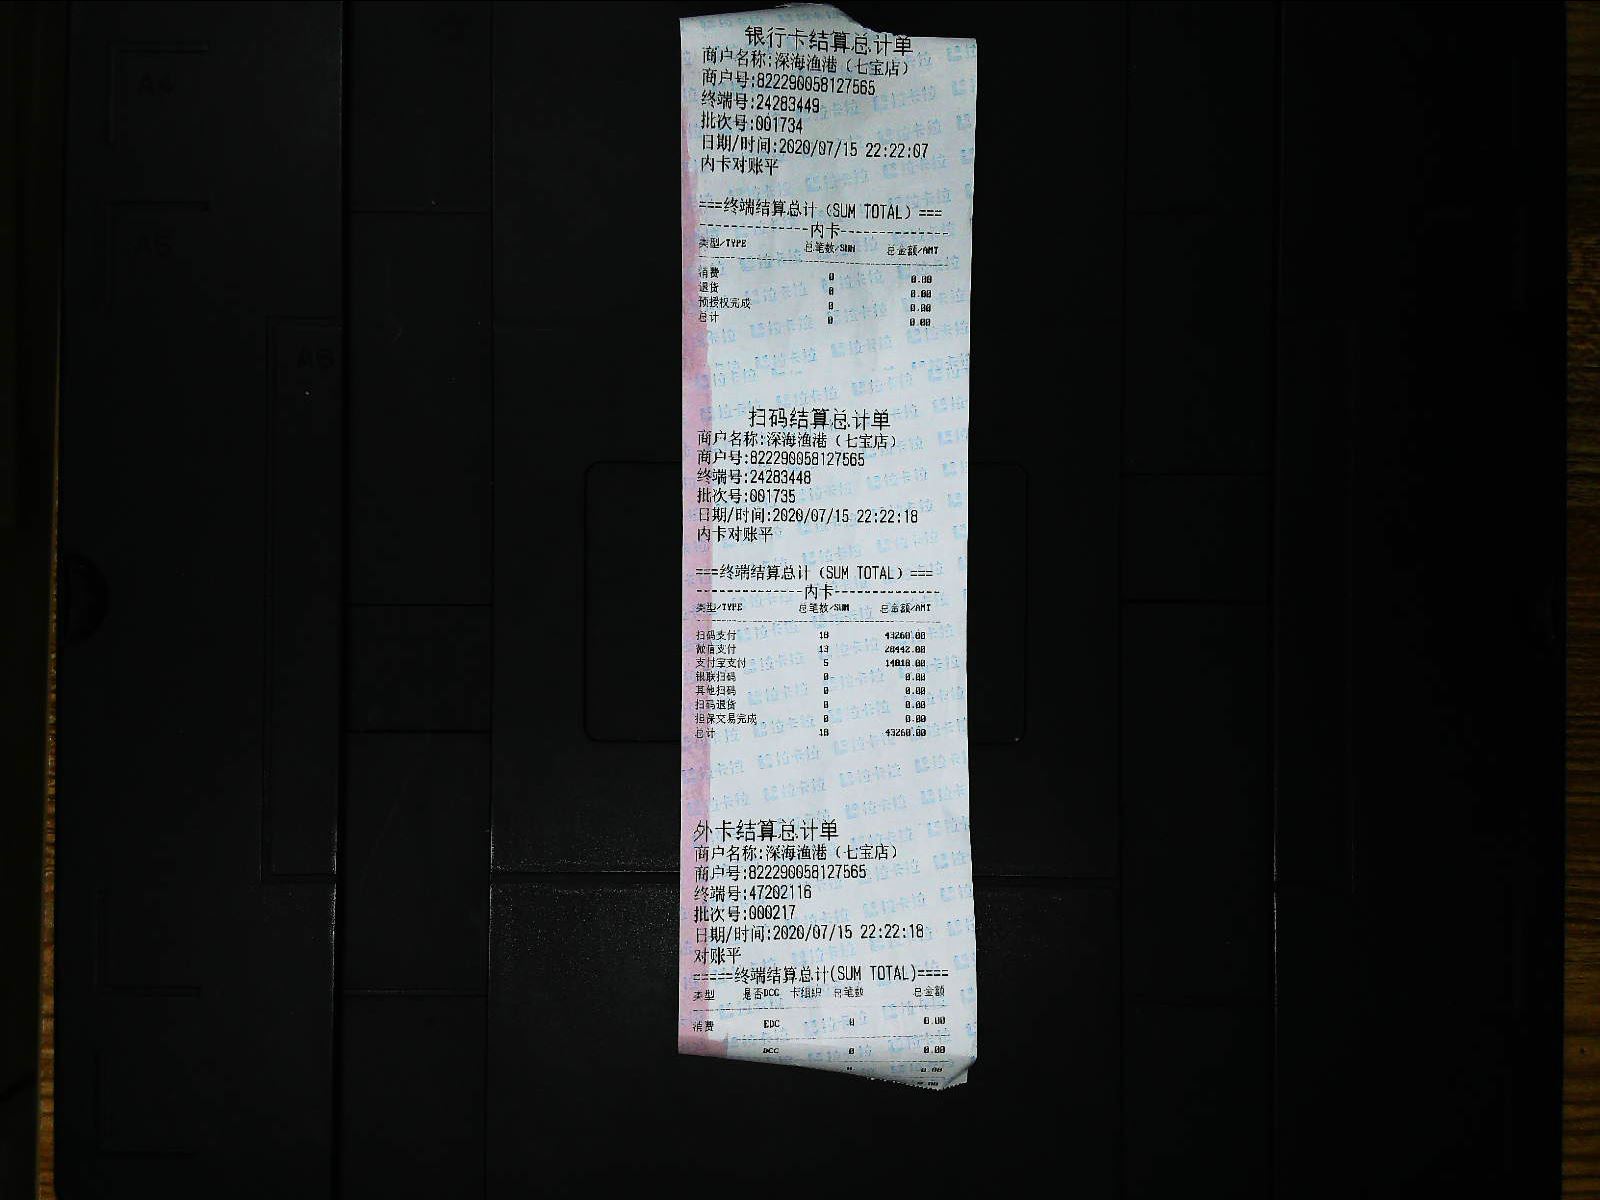 银行卡结算总计单
商户名称:深海渔港（七宝店）
商户号:822290058127565
终端号:24283449
批次号:001734
日期/时间:2020/07/15 22:22:07
内卡对账平
===终端结算总计（SUM TOTAL）===
--------------内卡--------------
类型/TYPE 总笔数/SUM 总金额/AMT
消费 0 0.00
退货 0 0.00
预授权完成 0 0.00
总计 0 0.00
扫码结算总计单
商户名称:深海渔港（七宝店）
商户号:822290058127565
终端号:24283448
批次号:001735
日期/时间:2020/07/15 22:22:18
内卡对账平
===终端结算总计（SUM TOTAL）===
--------------内卡--------------
类型/TYPE 总笔数/SUM 总金额/AMT
扫码支付 18 43260.00
微信支付 13 28442.00
支付宝支付 5 14818.00
银联扫码 0 0.00
其他扫码 0 0.00
扫码退货 0 0.00
担保交易完成 0 0.00
总计 18 43260.00
外卡结算总计单
商户名称:深海渔港（七宝店）
商户号:822290058127565
终端号:47202116
批次号:000217
日期/时间:2020/07/15 22:22:18
对账平
=====终端结算总计(SUM TOTAL)====
类型 是否DCC 卡组织 总笔数 总金额
消费 EDC 0 0.00
DCC 0 0.00
0 0.00
0.00
A4
A5
A6
拉卡拉